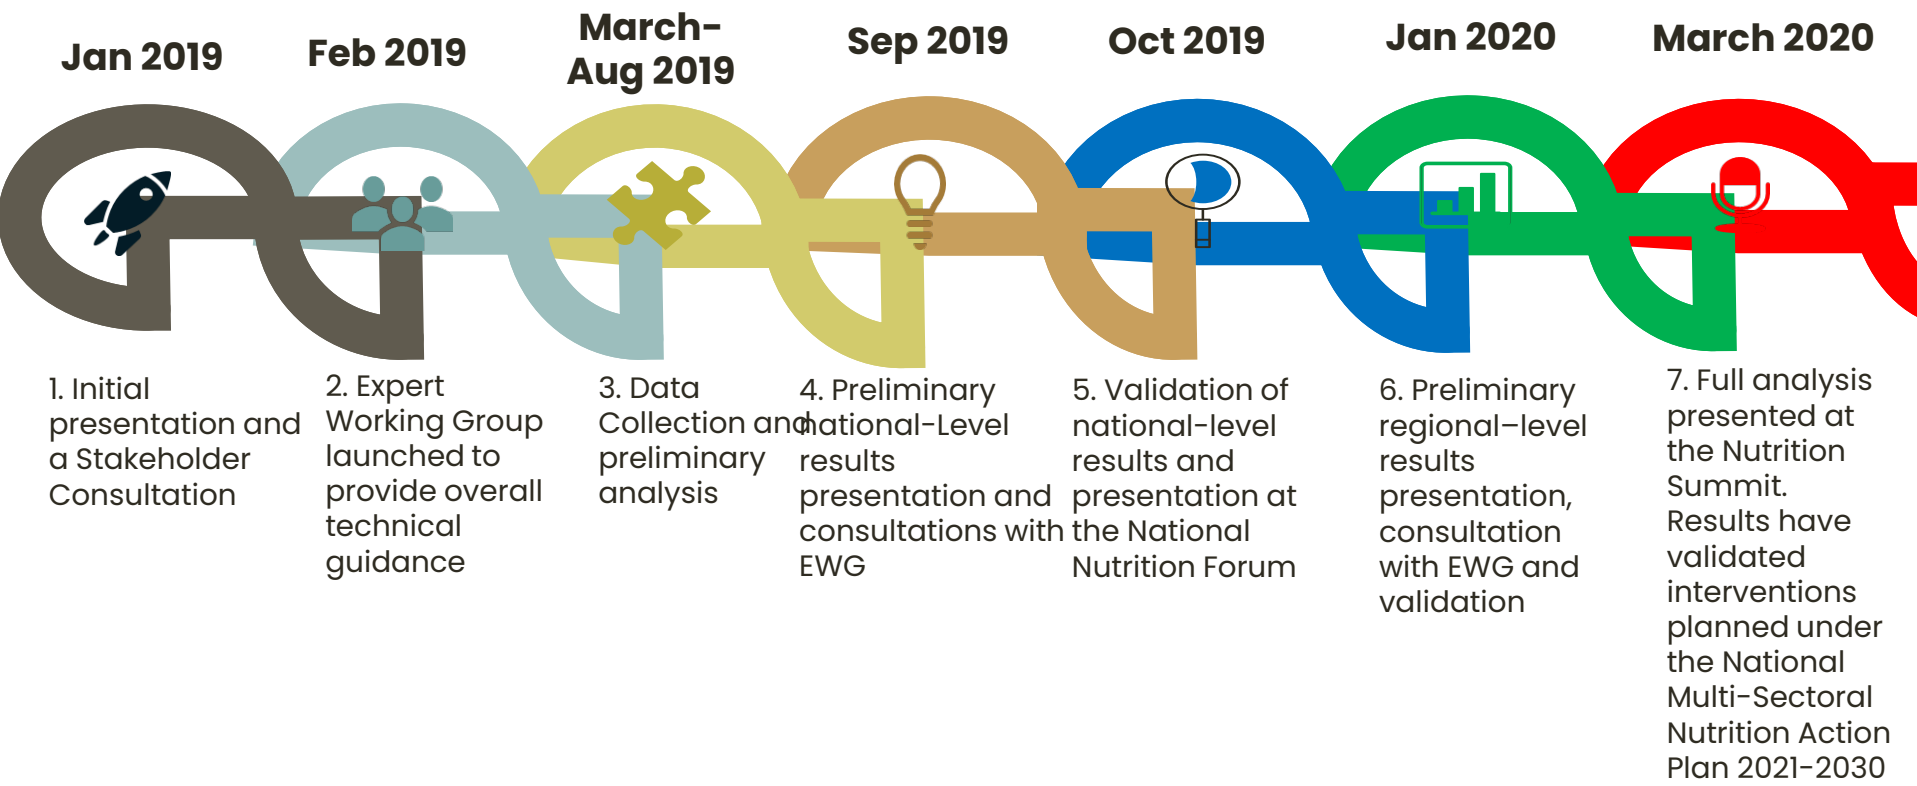 Jan 2019
Feb 2019
March-
Aug 2019
Sep 2019
Oct 2019
Jan 2020
March 2020
1. Initial
presentation and
a Stakeholder
Consultation
2. Expert
Working Group
launched to
provide overall
technical
guidance
3. Data
Collection and
preliminary
analysis
4. Preliminary
national-Level
results
presentation and
consultations with
EWG
5. Validation of
national-level
results and
presentation at
the National
Nutrition Forum
6. Preliminary
regional–level
results
presentation,
consultation
with EWG and
validation
7. Full analysis
presented at
the Nutrition
Summit.
Results have
validated
interventions
planned under
the National
Multi-Sectoral
Nutrition Action
Plan 2021-2030